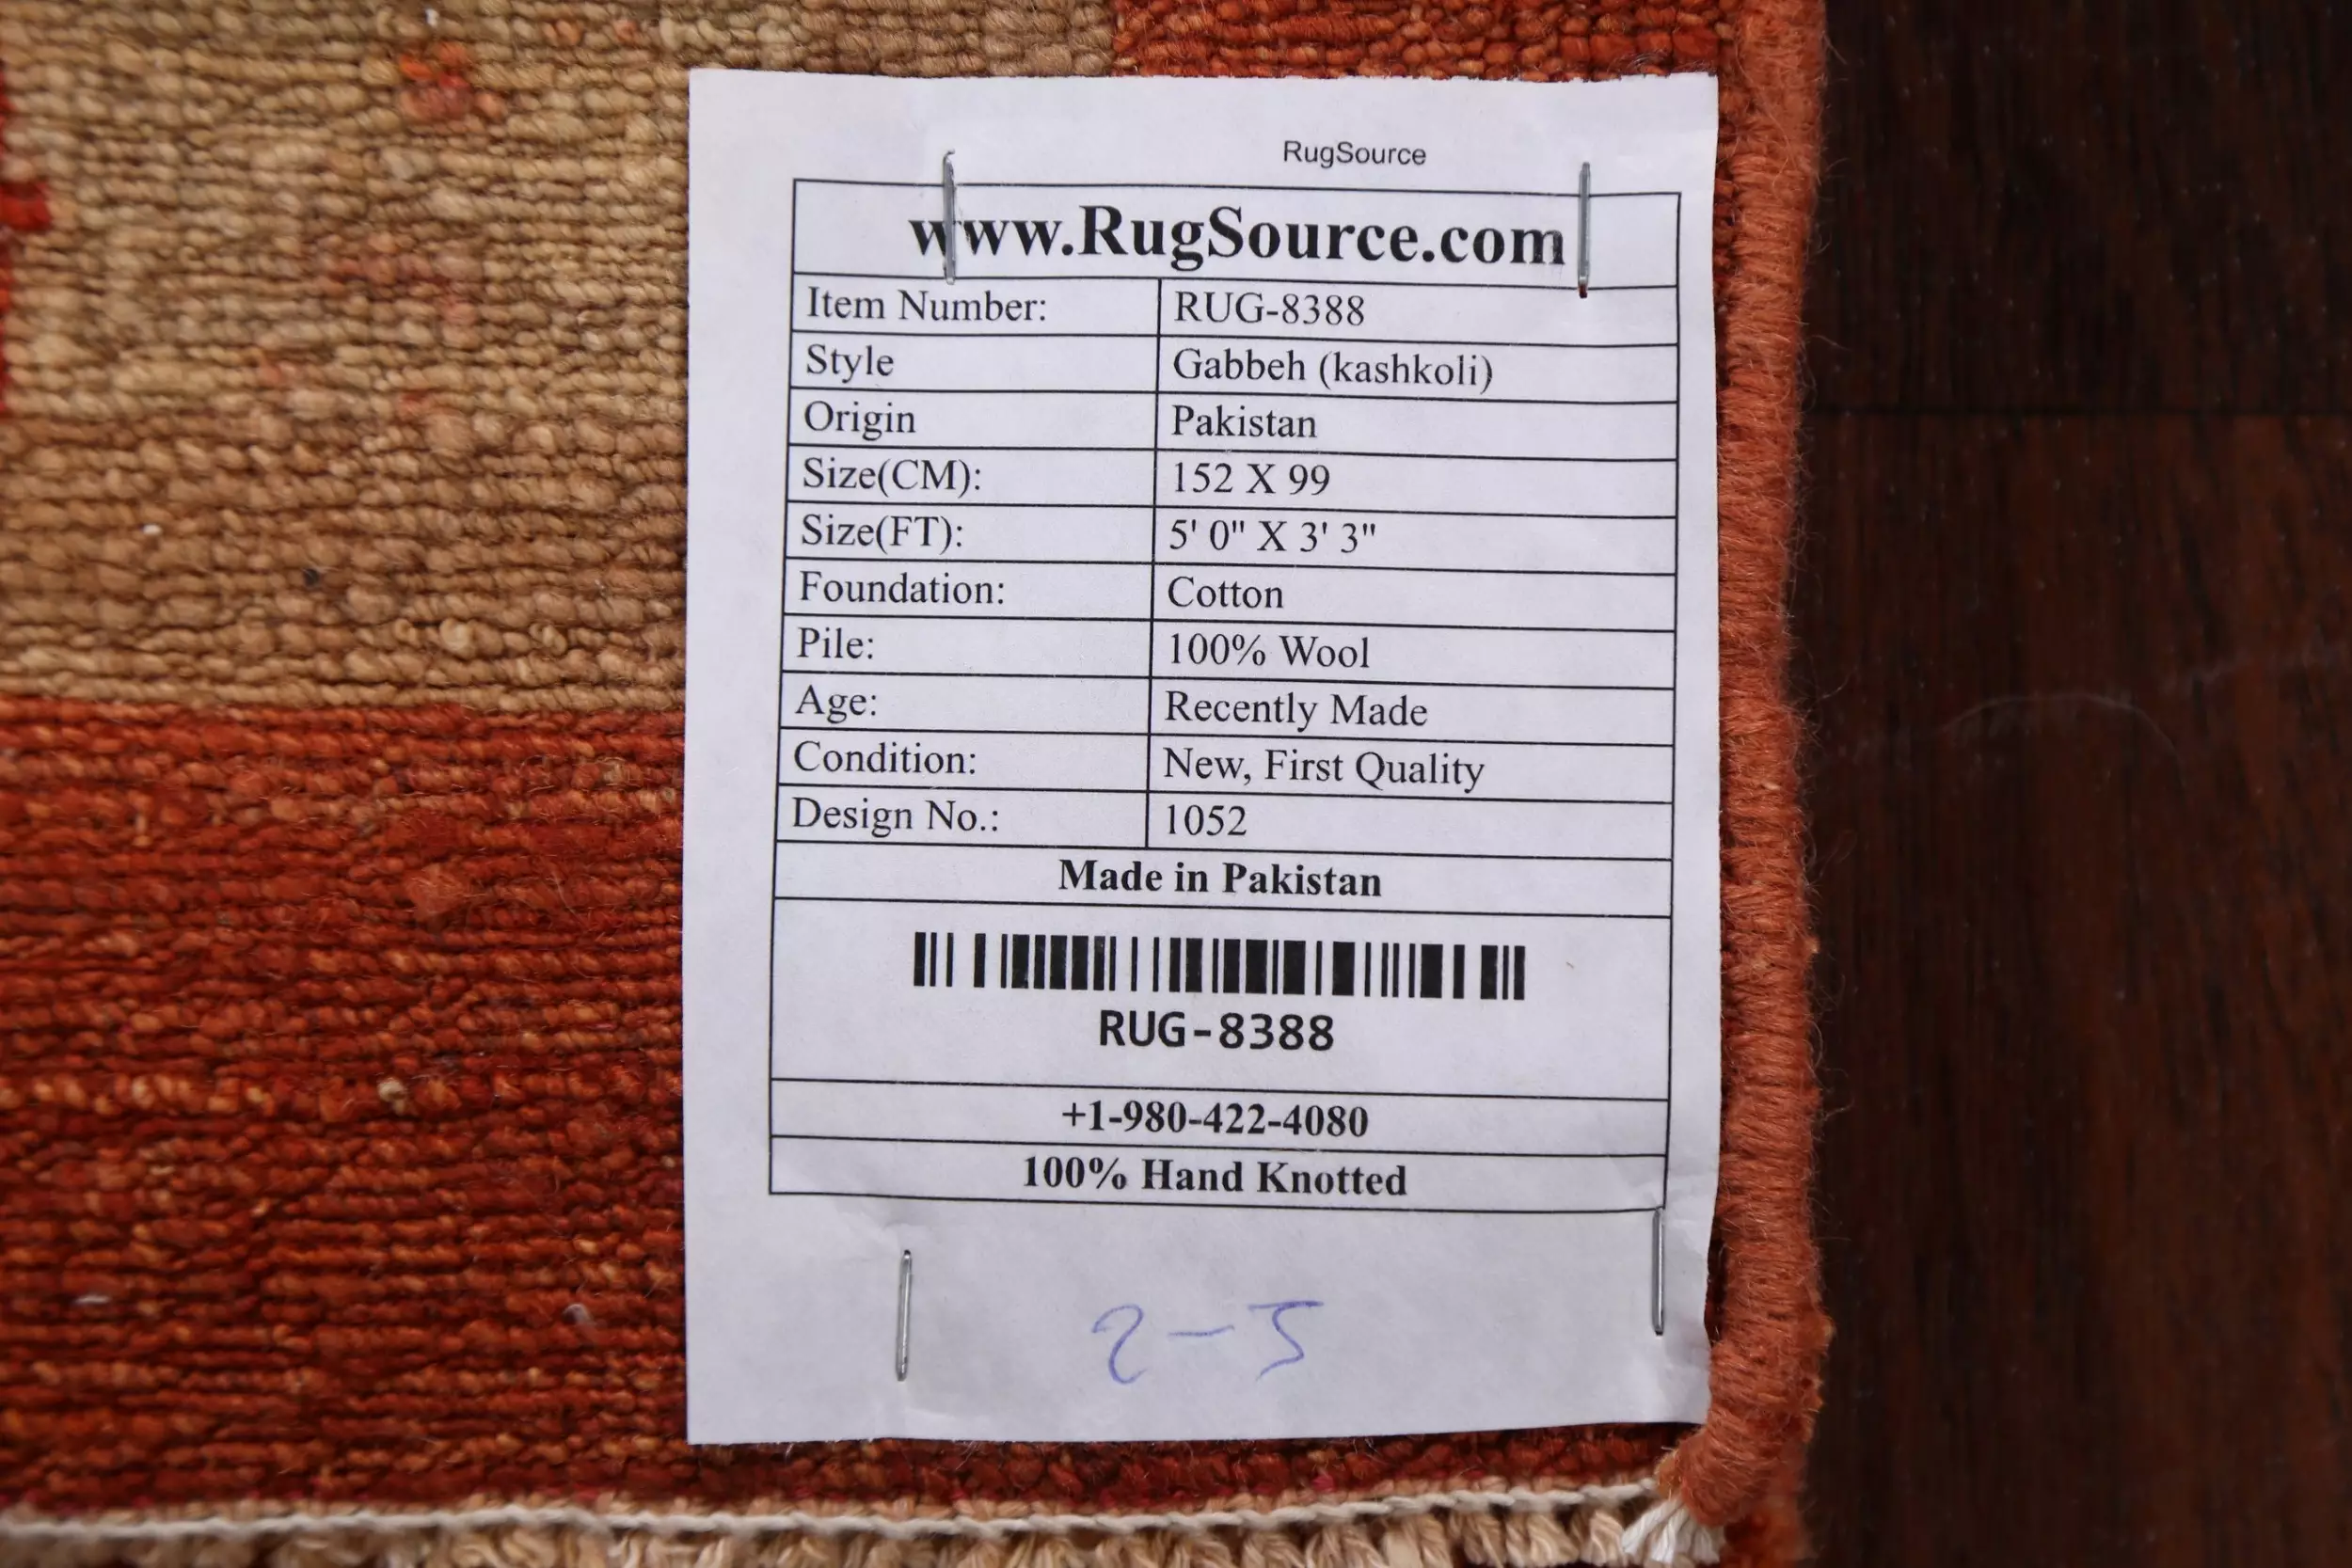 RugSource
www.RugSource.com
Item Number: RUG-8388
Style Gabbeh (kashkoli)
Origin Pakistan
Size(CM): 152 X 99
Size(FT): 5' 0" X 3' 3"
Foundation: Cotton
Pile: 100% Wool
Age: Recently Made
Condition: New, First Quality
Design No.: 1052
Made in Pakistan
RUG-8388
+1-980-422-4080
100% Hand Knotted